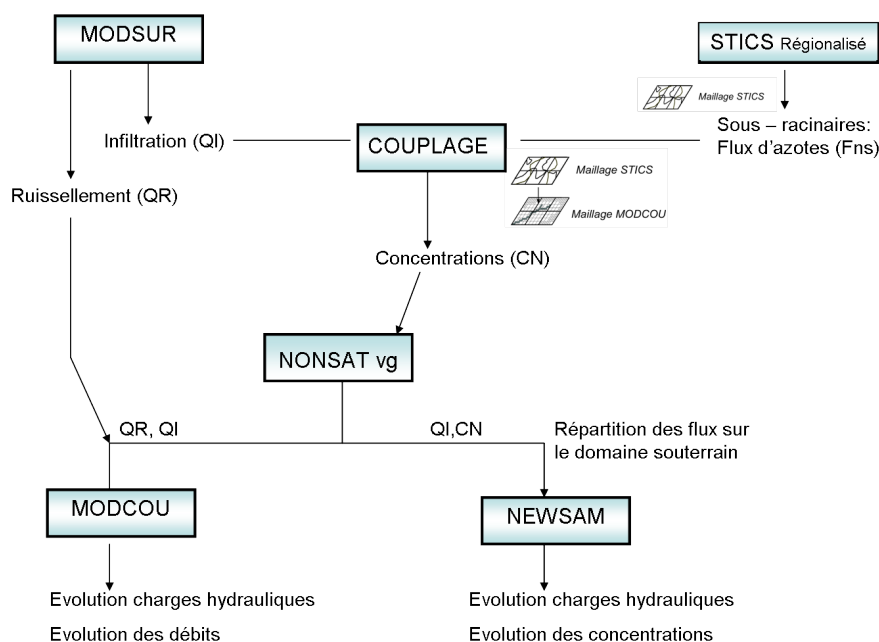 MODSUR
STICS Régionalisé
Maillage STICS
Infiltration (QI)
COUPLAGE
Sous – racinaires:
Flux d'azotes (Fns)
Maillage STICS
Ruissellement (QR)
Maillage MODCOU
Concentrations (CN)
NONSAT vg
QR, QI
QI,CN
Répartition des flux sur
le domaine souterrain
MODCOU
NEWSAM
Evolution charges hydrauliques
Evolution des débits
Evolution charges hydrauliques
Evolution des concentrations